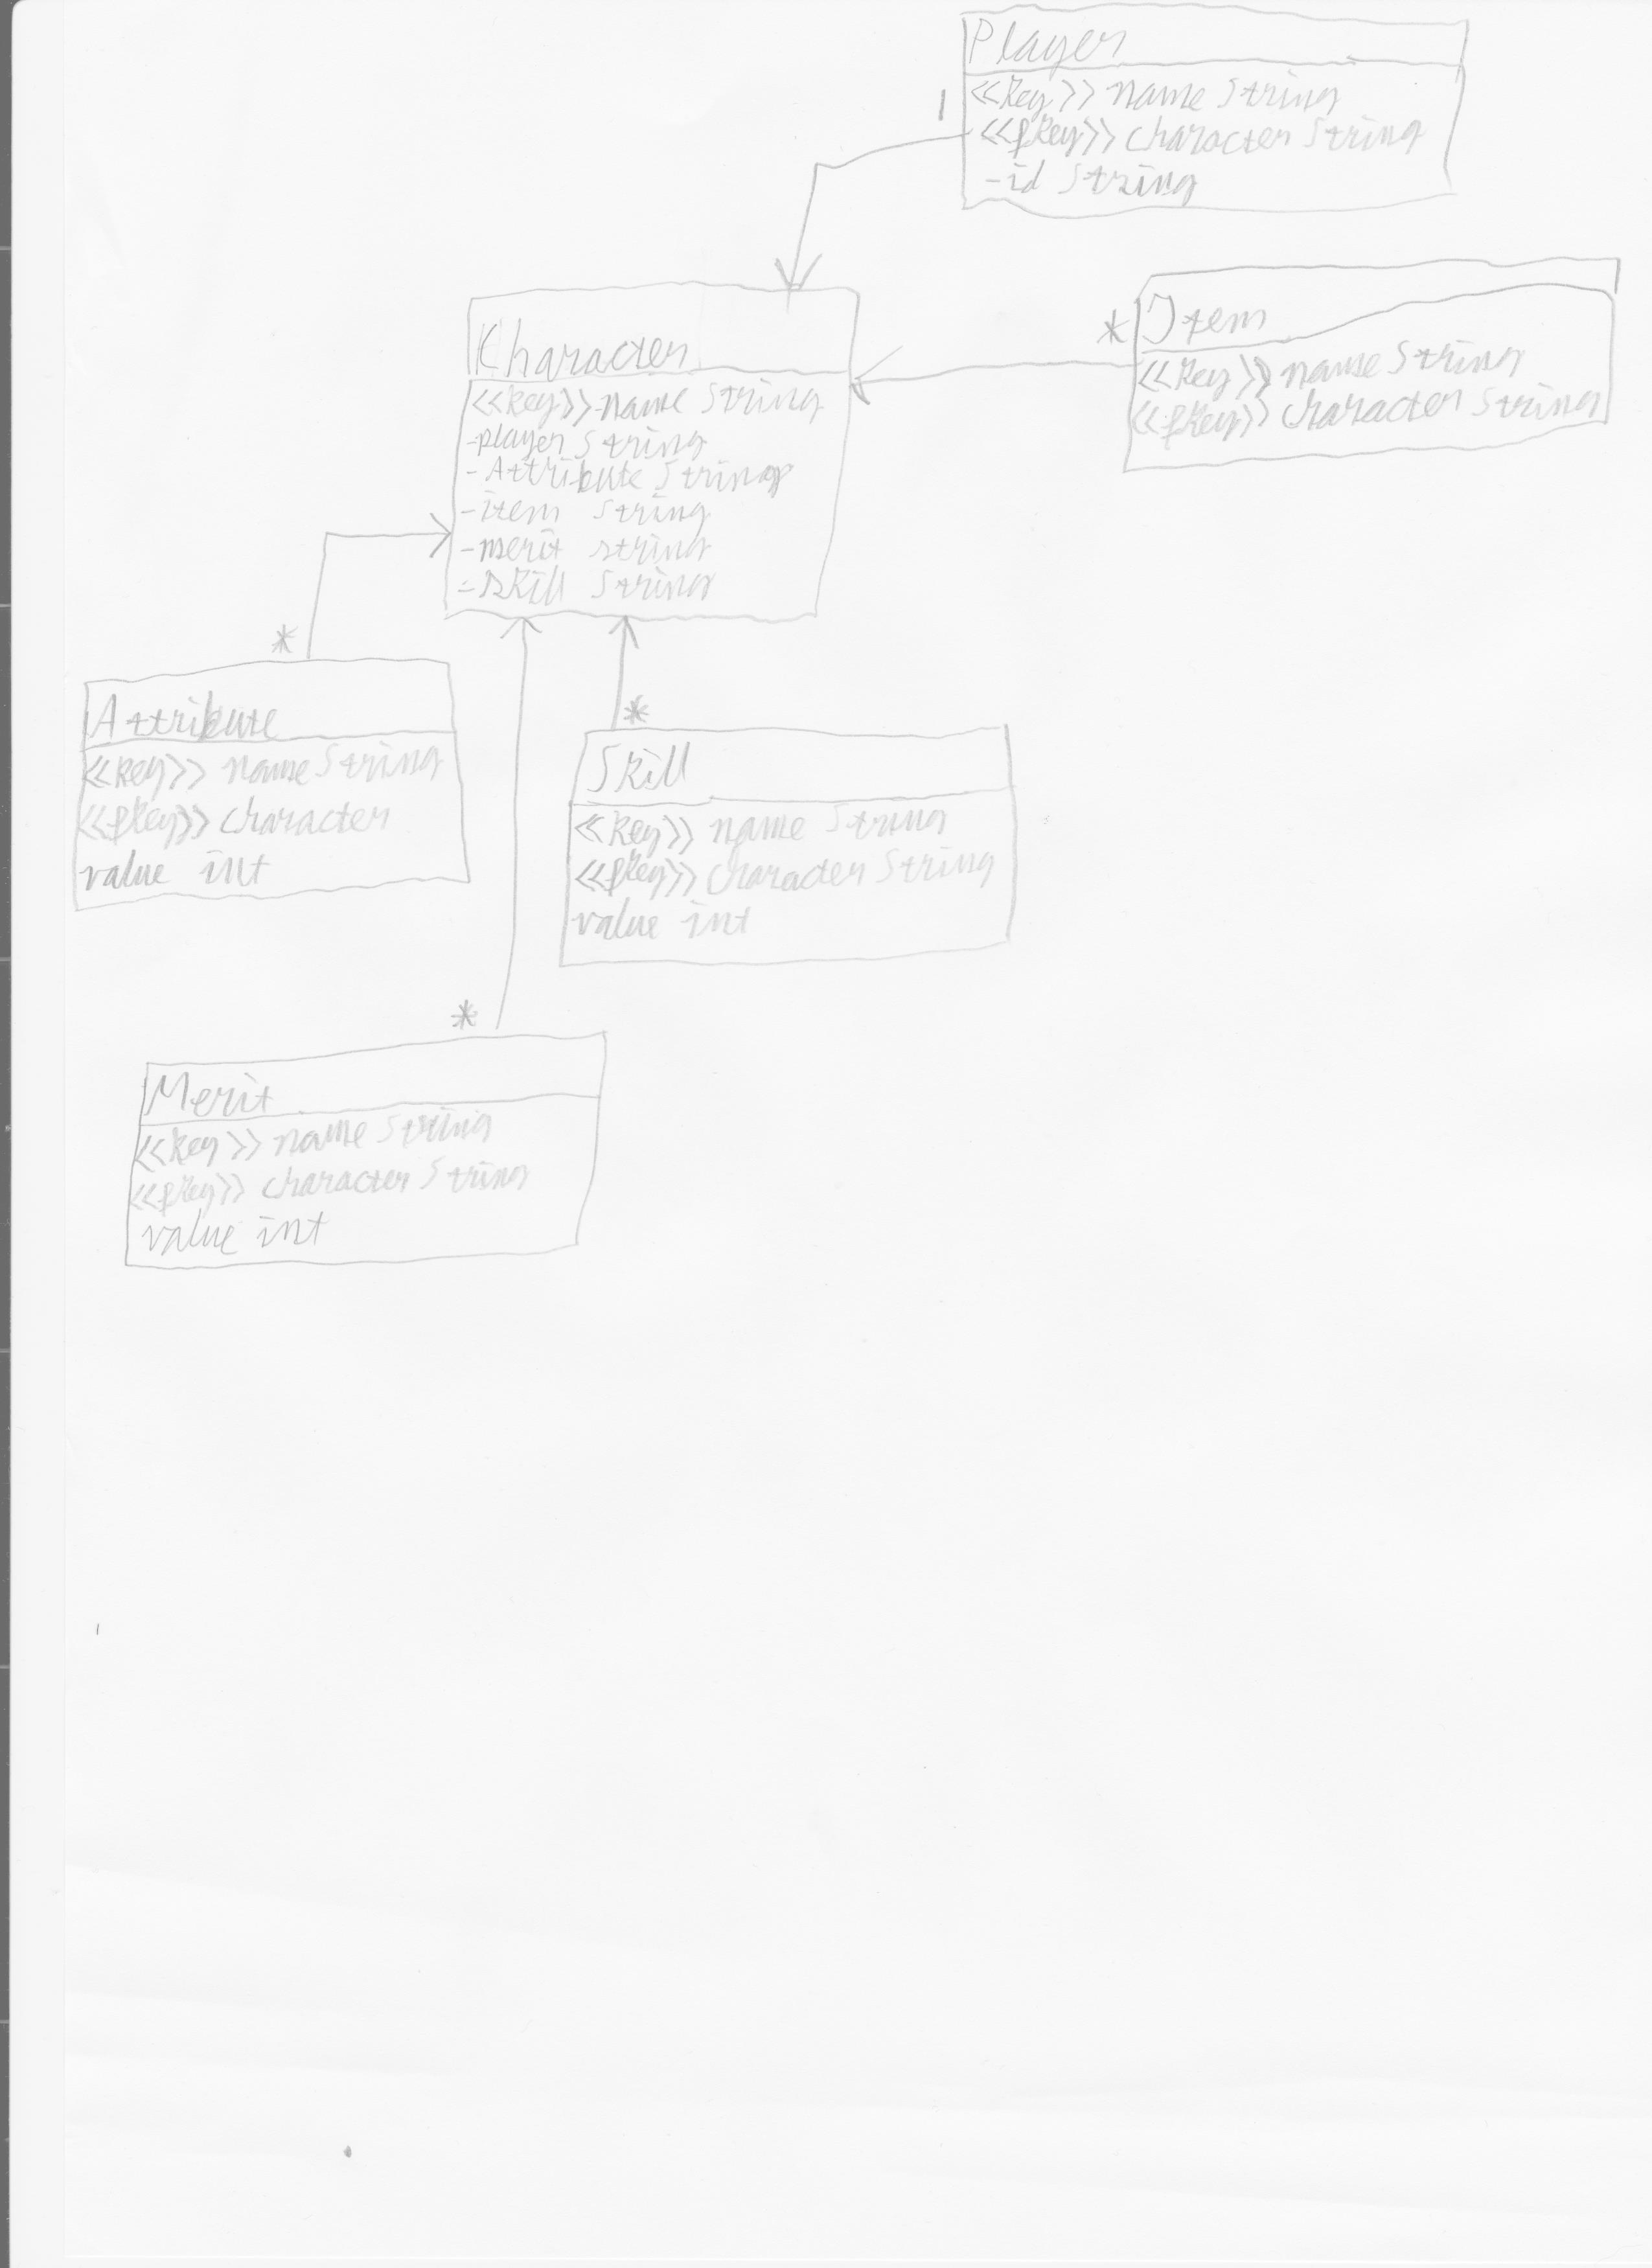 Player
<<key>> name String
1
<<fkey>> character String
-id String
Item
*
<<key>> name String
<<fkey>> character String
Character
<<key>> name String
-player String
-Attribute String
-item String
-merit String
-skill String
*
Attribute
<<key>> name String
<<fkey>> character
value int
*
Skill
<<key>> name String
<<fkey>> character String
value int
*
Merit
<<key>> name String
<<fkey>> character String
value int